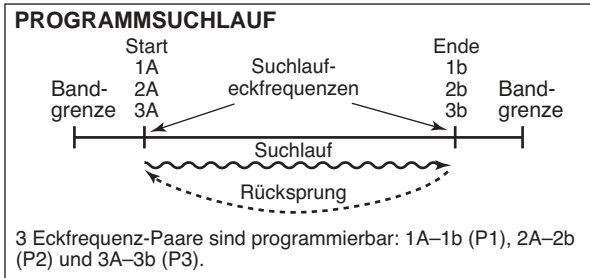 PROGRAMMSUCHLAUF
Start
1A
2A
3A
Ende
1b
2b
3b
Band-
grenze
Suchlauf-
eckfrequenzen
Band-
grenze
Suchlauf
Rücksprung
3 Eckfrequenz-Paare sind programmierbar: 1A–1b (P1), 2A–2b
(P2) und 3A–3b (P3).